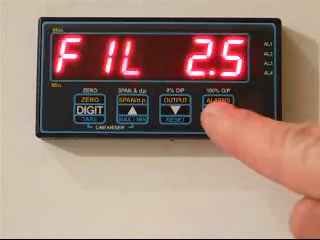 Max.
FIL 2.5
AL1
AL2
AL3
AL4
Min.
ZERO SPAN & d.p 0% O/P 100% O/P
ZERO SPAN/d.p OUTPUT ALARMS
DIGIT
TARE MAX / MIN RESET
LINEARISER